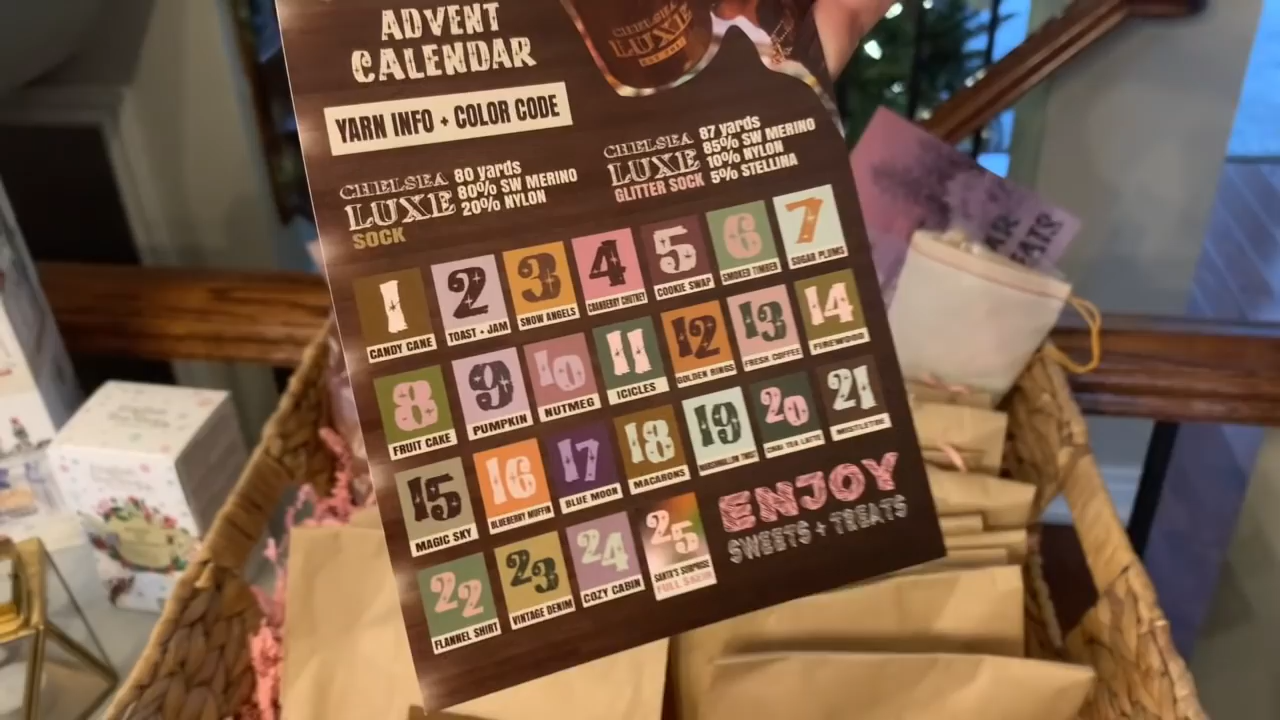 ADVENT
CALENDAR
CHELSEA
LUXE
YARN INFO + COLOR CODE
CHELSEA
LUXE
SOCK
80 yards
80% SW MERINO
20% NYLON
CHELSEA
LUXE
GLITTER SOCK
87 yards
85% SW MERINO
10% NYLON
5% STELLINA
1
CANDY CANE
2
TOAST + JAM
3
SNOW ANGELS
4
CRANBERRY CHUTNEY
5
COOKIE SWAP
6
SMOKED TIMBER
7
SUGAR PLUMS
8
FRUIT CAKE
9
PUMPKIN
10
NUTMEG
11
ICICLES
12
GOLDEN RINGS
13
FRESH COFFEE
14
FIREWOOD
15
MAGIC SKY
16
BLUEBERRY MUFFIN
17
BLUE MOON
18
MACARONS
19
MARSHMALLOW TWIST
20
CHAI TEA LATTE
21
MISTLETOE
22
FLANNEL SHIRT
23
VINTAGE DENIM
24
COZY CABIN
25
SANTA'S SURPRISE
FULL SKEIN
ENJOY
SWEETS + TREATS